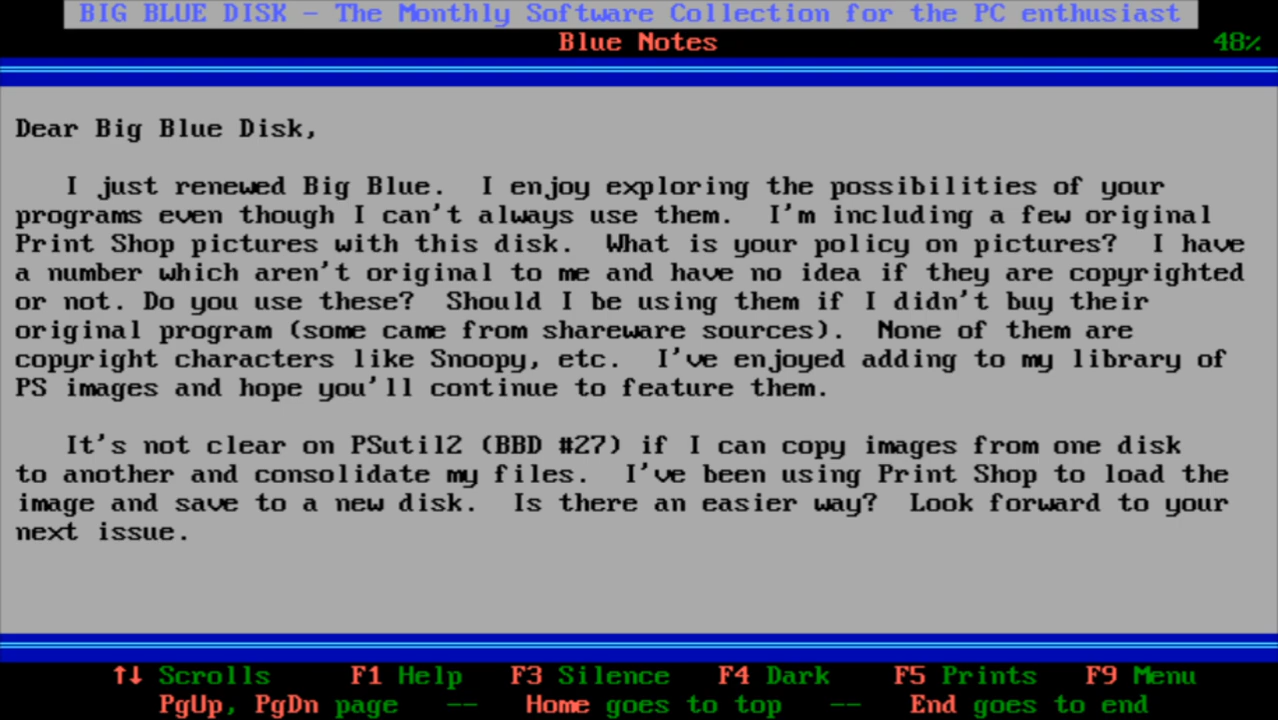 BIG BLUE DISK - The Monthly Software Collection for the PC enthusiast
Blue Notes 48%
Dear Big Blue Disk,
I just renewed Big Blue.  I enjoy exploring the possibilities of your
programs even though I can't always use them.  I'm including a few original
Print Shop pictures with this disk.  What is your policy on pictures?  I have
a number which aren't original to me and have no idea if they are copyrighted
or not. Do you use these?  Should I be using them if I didn't buy their
original program (some came from shareware sources).  None of them are
copyright characters like Snoopy, etc.  I've enjoyed adding to my library of
PS images and hope you'll continue to feature them.
It's not clear on PSutil2 (BBD #27) if I can copy images from one disk
to another and consolidate my files.  I've been using Print Shop to load the
image and save to a new disk.  Is there an easier way?  Look forward to your
next issue.
↑↓ Scrolls F1 Help F3 Silence F4 Dark F5 Prints F9 Menu
PgUp, PgDn page -- Home goes to top -- End goes to end